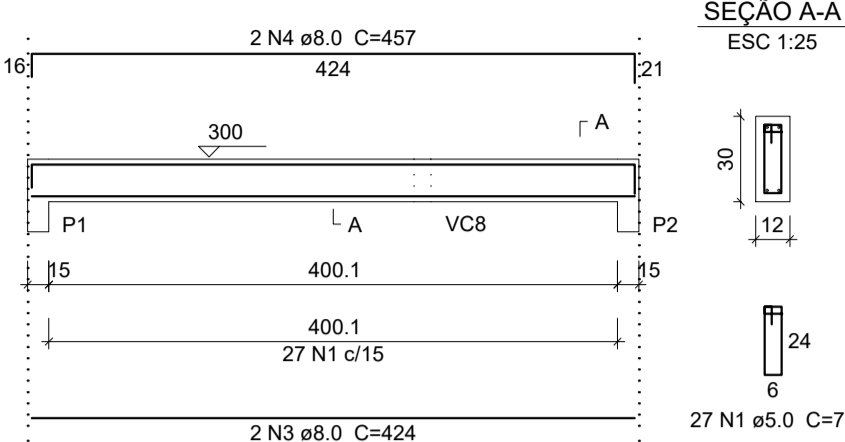 SEÇÃO A-A
ESC 1:25
2 N4 ø8.0 C=457
16
424
21
300
A
30
12
P1
A
VC8
P2
15
400.1
15
400.1
27 N1 c/15
24
6
27 N1 ø5.0 C=7
2 N3 ø8.0 C=424